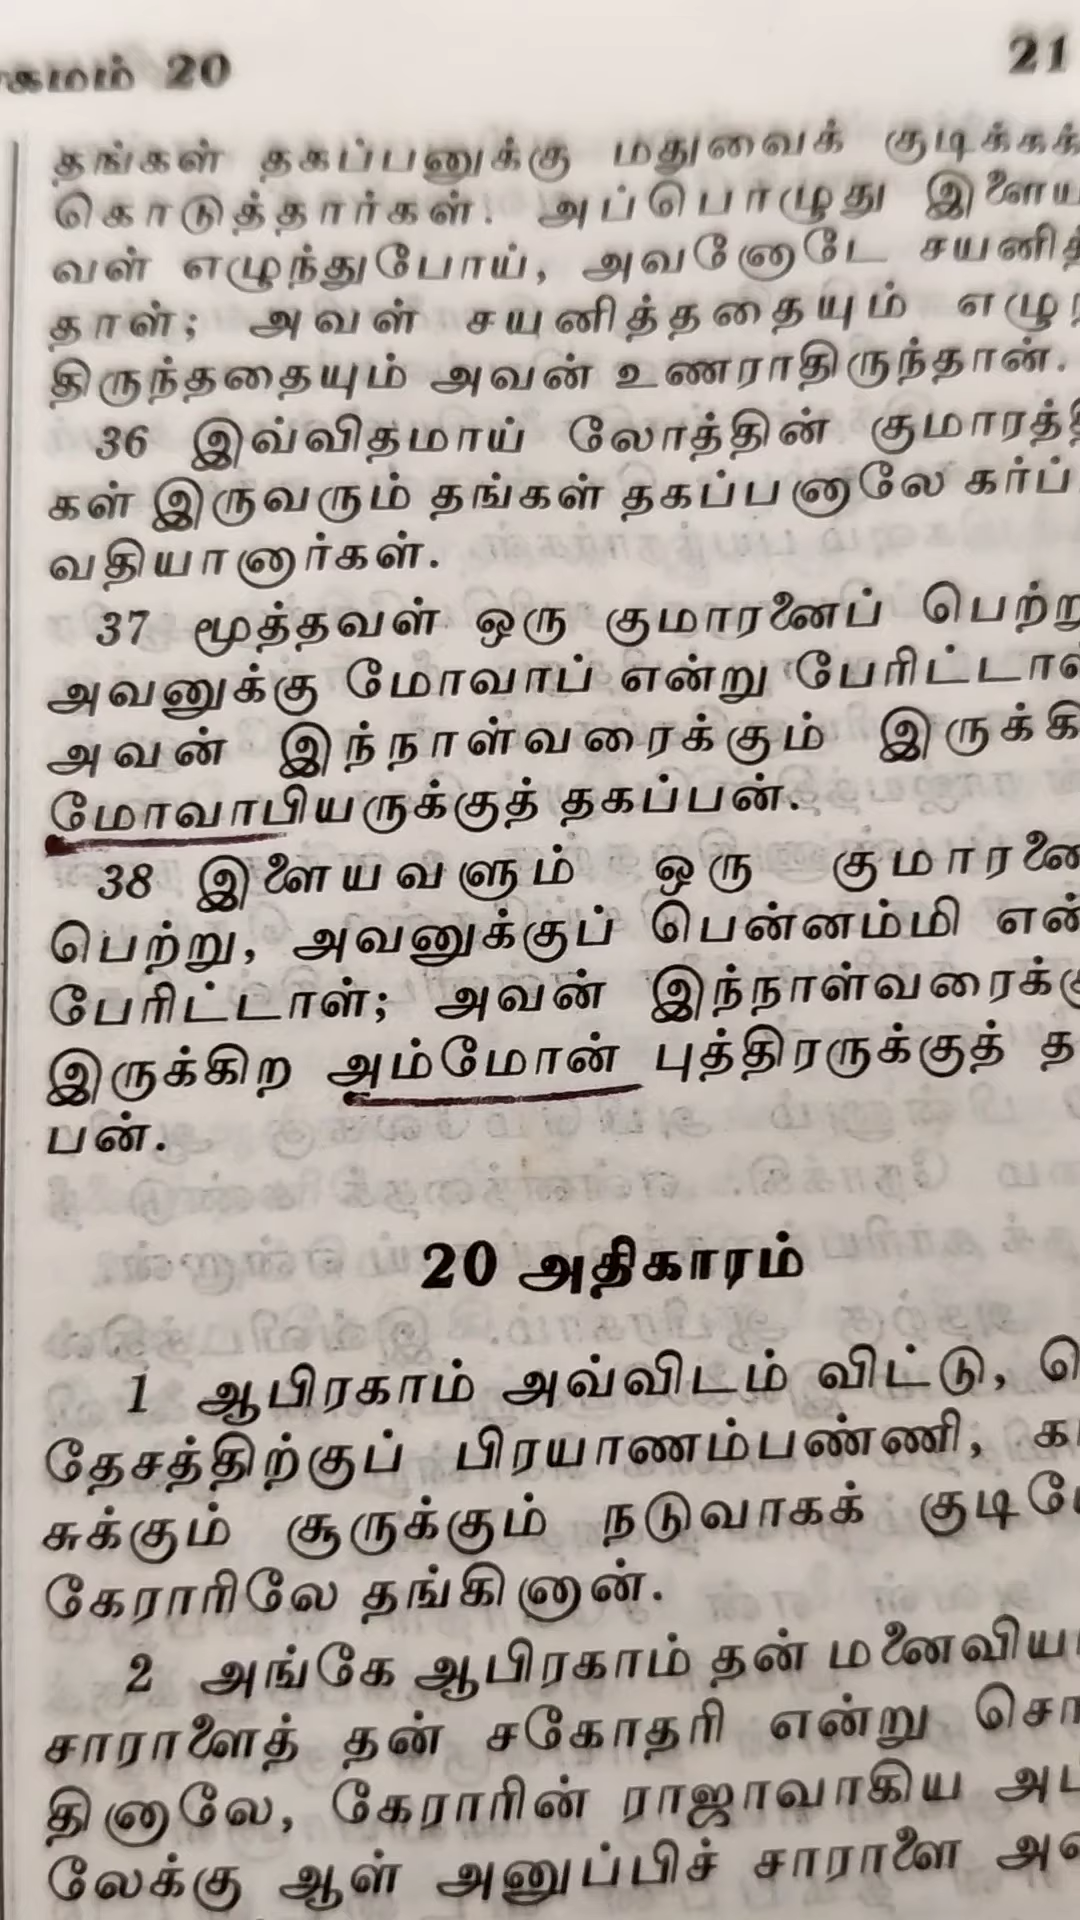 கமம் 20
21
தங்கள் தகப்பனுக்கு மதுவைக் குடிக்கக்
கொடுத்தார்கள். அப்பொழுது இளைய
வள் எழுந்துபோய், அவனோடே சயனித்
தாள்; அவள் சயனித்ததையும் எழுந்
திருந்ததையும் அவன் உணராதிருந்தான்.
36 இவ்விதமாய் லோத்தின் குமாரத்தி
கள் இருவரும் தங்கள் தகப்பனாலே கர்ப்
வதியானார்கள்.
37 மூத்தவள் ஒரு குமாரனைப் பெற்று
அவனுக்கு மோவாப் என்று பேரிட்டாள்
அவன் இந்நாள்வரைக்கும் இருக்கி
மோவாபியருக்குத் தகப்பன்.
38 இளையவளும் ஒரு குமாரனை
பெற்று, அவனுக்குப் பென்னம்மி என்
பேரிட்டாள்; அவன் இந்நாள்வரைக்கு
இருக்கிற அம்மோன் புத்திரருக்குத் த
பன்.
20 அதிகாரம்
1 ஆபிரகாம் அவ்விடம் விட்டு,
தேசத்திற்குப் பிரயாணம்பண்ணி, கா
சுக்கும் சூருக்கும் நடுவாகக் குடியே
கேராரிலே தங்கினான்.
2 அங்கே ஆபிரகாம் தன் மனைவியா
சாராளைத் தன் சகோதரி என்று சொ
தினாலே, கேராரின் ராஜாவாகிய அபி
லேக்கு ஆள் அனுப்பிச் சாராளை அ